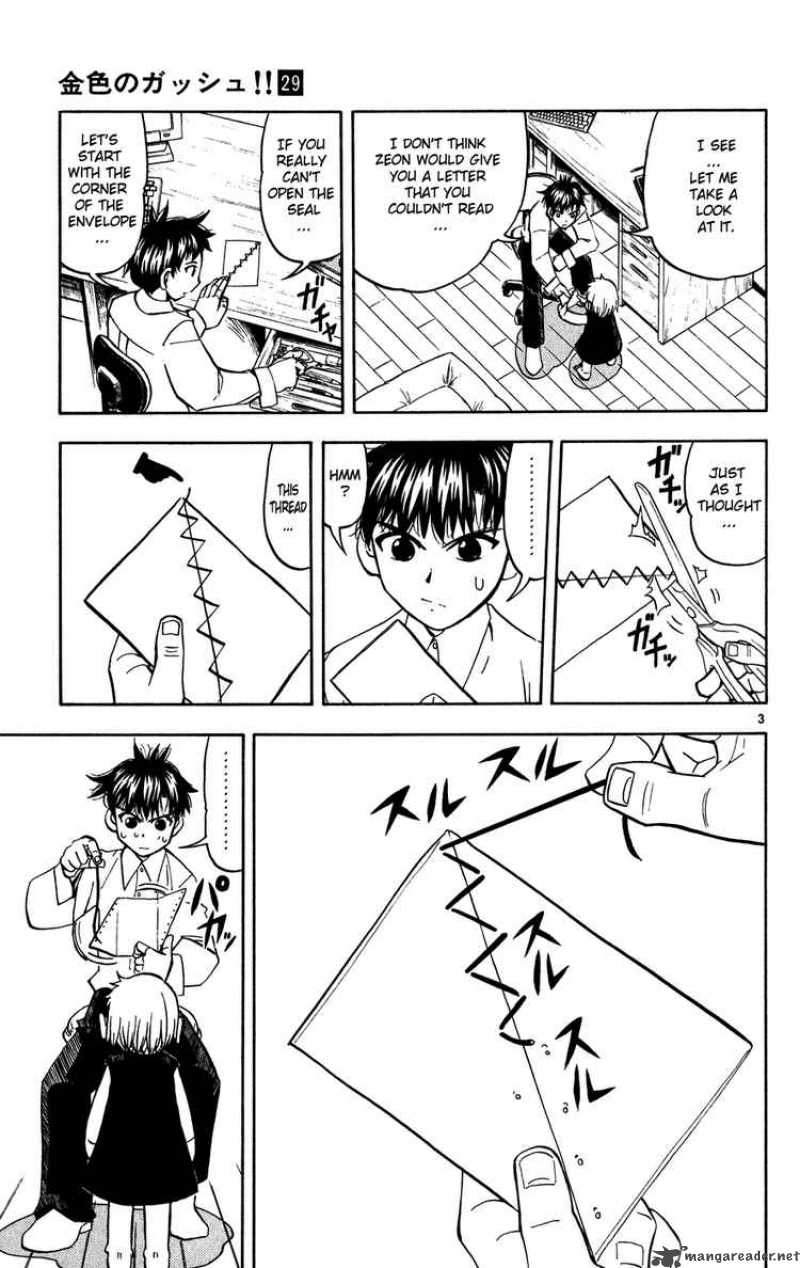 金色のガッシュ!! 29
I SEE
...
LET ME
TAKE A
LOOK
AT IT.
I DON'T THINK
ZEON WOULD GIVE
YOU A LETTER
THAT YOU
COULDN'T READ
...
IF YOU
REALLY
CAN'T
OPEN THE
SEAL
...
LET'S
START
WITH THE
CORNER
OF THE
ENVELOPE
...
ガチャ
JUST
AS I
THOUGHT
...
ガチッ
ガチッ
.........
HMM
?
THIS
THREAD
...
3
スル
スル
スル
スル
.........
パカッ
mangareader.net